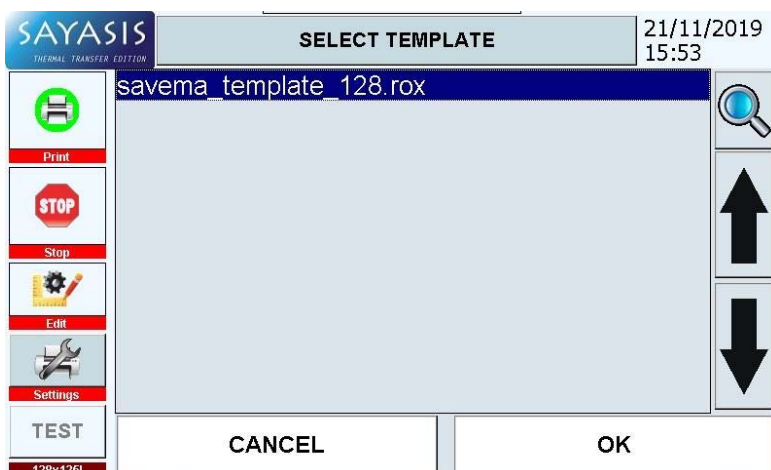 SAYASIS
THERMAL TRANSFER EDITION
SELECT TEMPLATE
21/11/2019
15:53
savema_template_128.rox
Print
STOP
Stop
Edit
Settings
TEST
CANCEL
OK